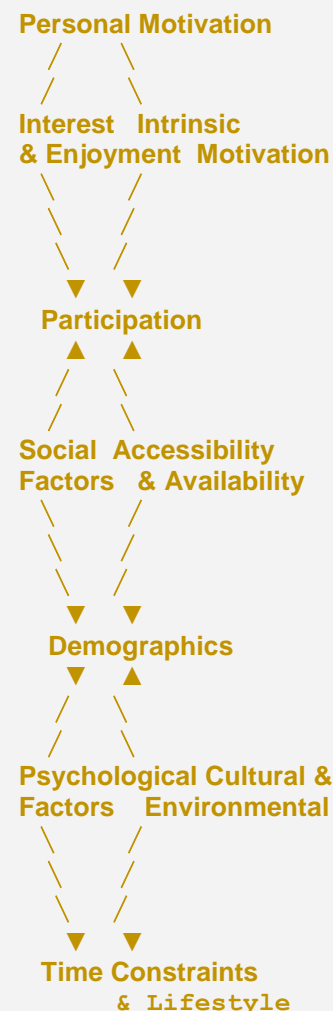 Personal Motivation
Interest Intrinsic
& Enjoyment Motivation
Participation
Social Accessibility
Factors & Availability
Demographics
Psychological Cultural &
Factors Environmental
Time Constraints
& Lifestyle